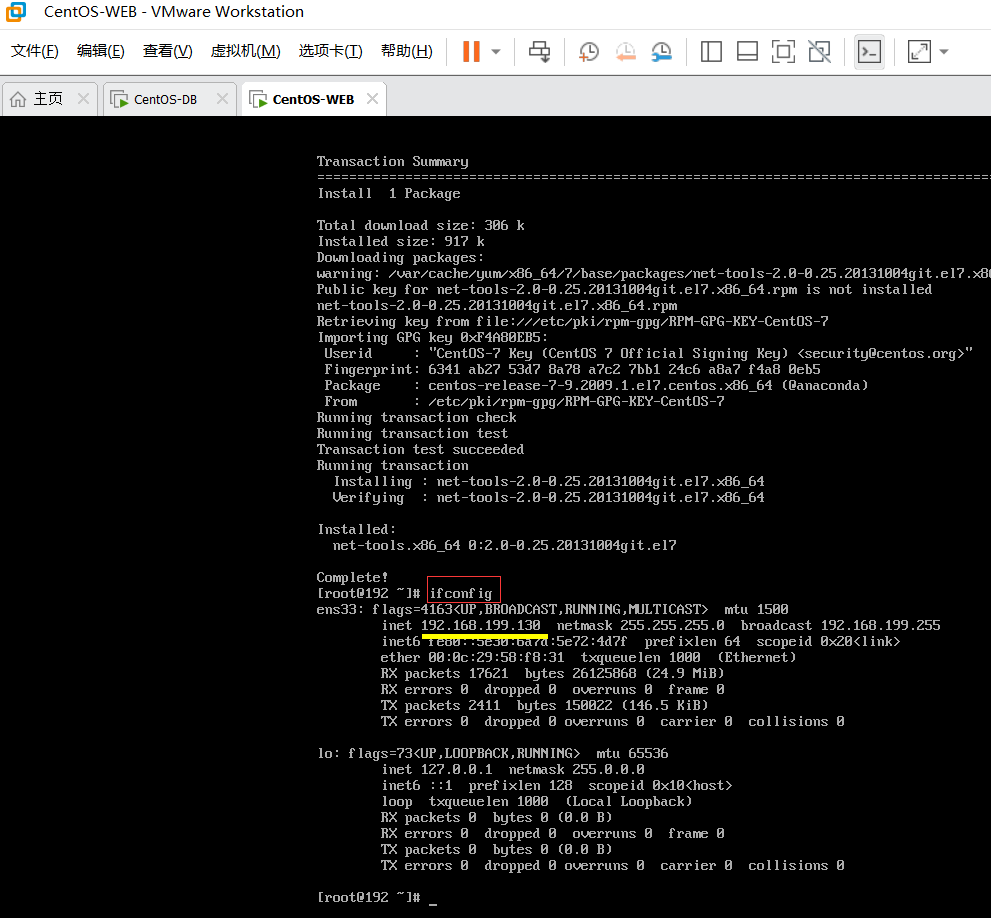 CentOS-WEB - VMware Workstation
文件(F) 编辑(E) 查看(V) 虚拟机(M) 选项卡(T) 帮助(H)
主页 CentOS-DB CentOS-WEB
Transaction Summary
================================================================================
Install  1 Package
Total download size: 306 k
Installed size: 917 k
Downloading packages:
warning: /var/cache/yum/x86_64/7/base/packages/net-tools-2.0-0.25.20131004git.el7.x8
Public key for net-tools-2.0-0.25.20131004git.el7.x86_64.rpm is not installed
net-tools-2.0-0.25.20131004git.el7.x86_64.rpm
Retrieving key from file:///etc/pki/rpm-gpg/RPM-GPG-KEY-CentOS-7
Importing GPG key 0xF4A80EB5:
 Userid     : "CentOS-7 Key (CentOS 7 Official Signing Key) <security@centos.org>"
 Fingerprint: 6341 ab27 53d7 8a78 a7c2 7bb1 24c6 a8a7 f4a8 0eb5
 Package    : centos-release-7-9.2009.1.el7.centos.x86_64 (@anaconda)
 From       : /etc/pki/rpm-gpg/RPM-GPG-KEY-CentOS-7
Running transaction check
Running transaction test
Transaction test succeeded
Running transaction
  Installing : net-tools-2.0-0.25.20131004git.el7.x86_64
  Verifying  : net-tools-2.0-0.25.20131004git.el7.x86_64
Installed:
  net-tools.x86_64 0:2.0-0.25.20131004git.el7
Complete!
[root@192 ~]# ifconfig
ens33: flags=4163<UP,BROADCAST,RUNNING,MULTICAST>  mtu 1500
        inet 192.168.199.130  netmask 255.255.255.0  broadcast 192.168.199.255
        inet6 fe80::5e30:6a7d:5e72:4d7f  prefixlen 64  scopeid 0x20<link>
        ether 00:0c:29:58:f8:31  txqueuelen 1000  (Ethernet)
        RX packets 17621  bytes 26125868 (24.9 MiB)
        RX errors 0  dropped 0  overruns 0  frame 0
        TX packets 2411  bytes 150022 (146.5 KiB)
        TX errors 0  dropped 0 overruns 0  carrier 0  collisions 0
lo: flags=73<UP,LOOPBACK,RUNNING>  mtu 65536
        inet 127.0.0.1  netmask 255.0.0.0
        inet6 ::1  prefixlen 128  scopeid 0x10<host>
        loop  txqueuelen 1000  (Local Loopback)
        RX packets 0  bytes 0 (0.0 B)
        RX errors 0  dropped 0  overruns 0  frame 0
        TX packets 0  bytes 0 (0.0 B)
        TX errors 0  dropped 0 overruns 0  carrier 0  collisions 0
[root@192 ~]# _